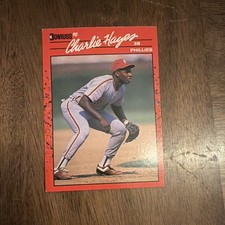 DONRUSS '90
Charlie Hayes
3B
PHILLIES